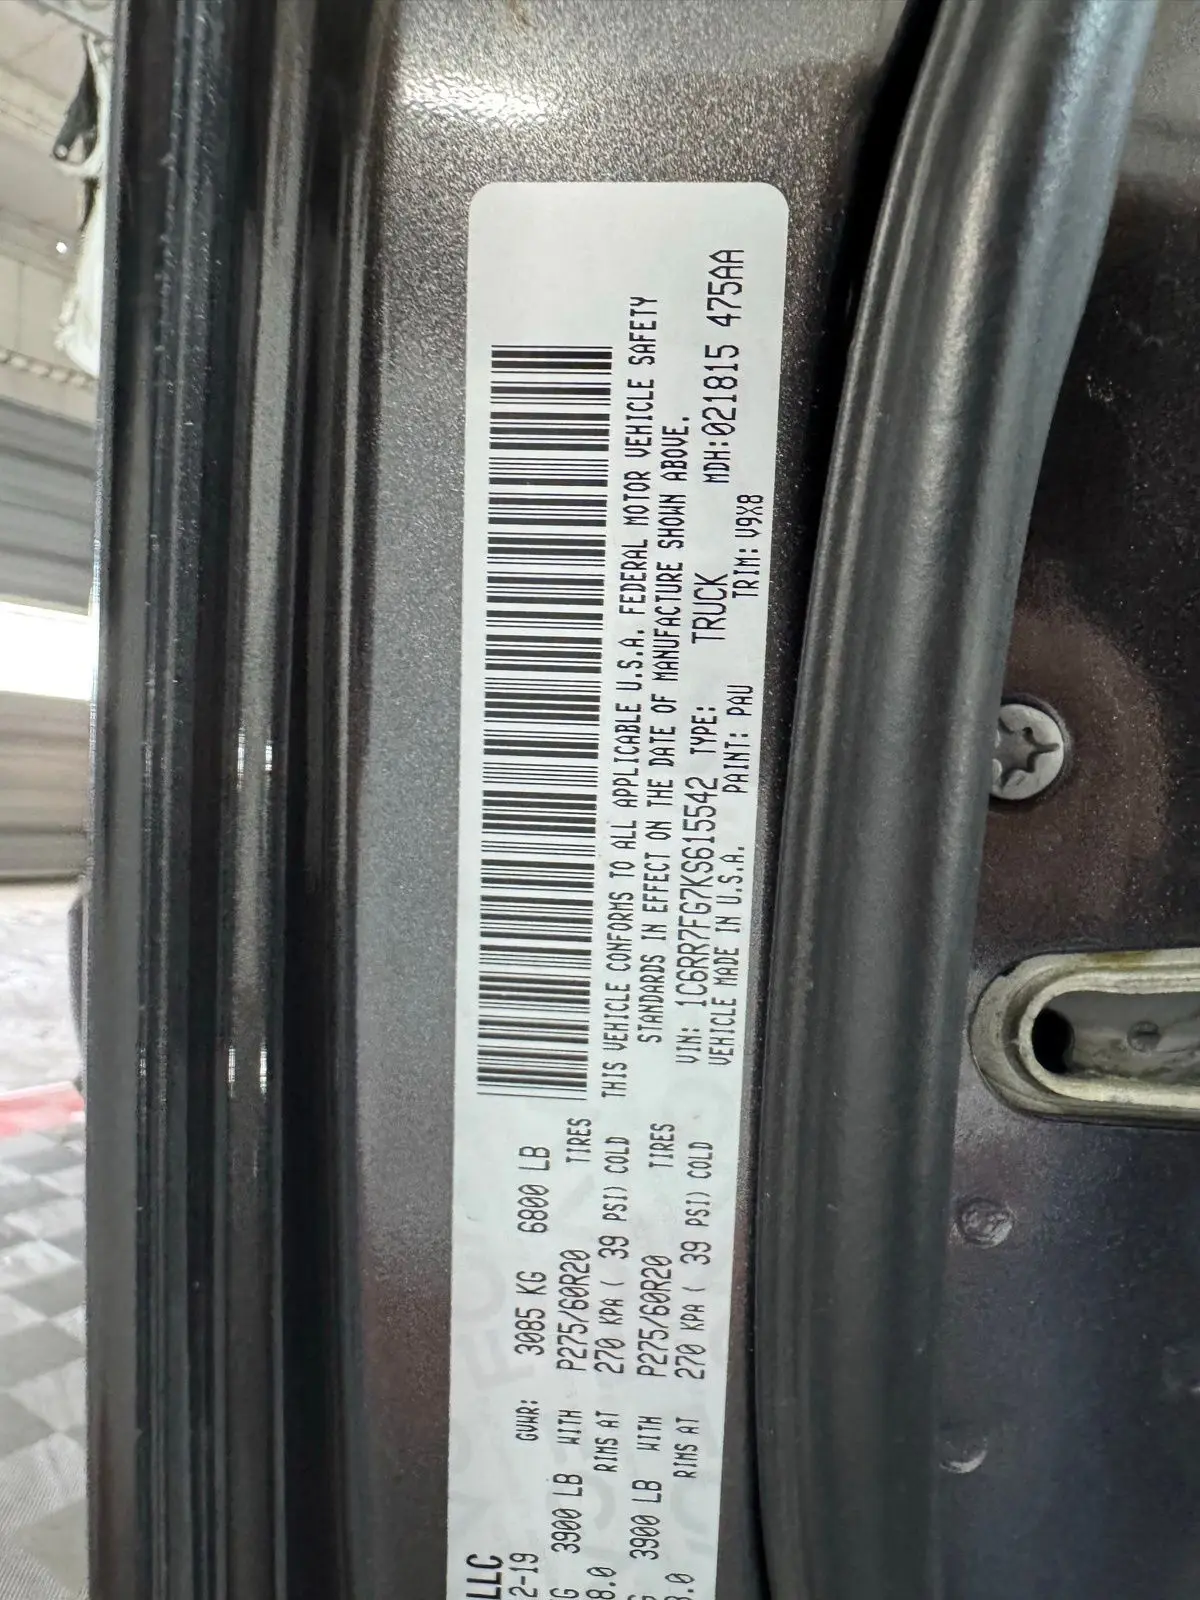 LLC
2-19 GVWR: 3085 KG 6800 LB
G 3900 LB WITH P275/60R20 TIRES
8.0 RIMS AT 270 KPA ( 39 PSI) COLD
G 3900 LB WITH P275/60R20 TIRES
8.0 RIMS AT 270 KPA ( 39 PSI) COLD
THIS VEHICLE CONFORMS TO ALL APPLICABLE U.S.A. FEDERAL MOTOR VEHICLE SAFETY
STANDARDS IN EFFECT ON THE DATE OF MANUFACTURE SHOWN ABOVE.
VIN: 1C6RR7FG7KS615542 TYPE: TRUCK MDH:021815 475AA
VEHICLE MADE IN U.S.A. PAINT: PAU TRIM: V9X8